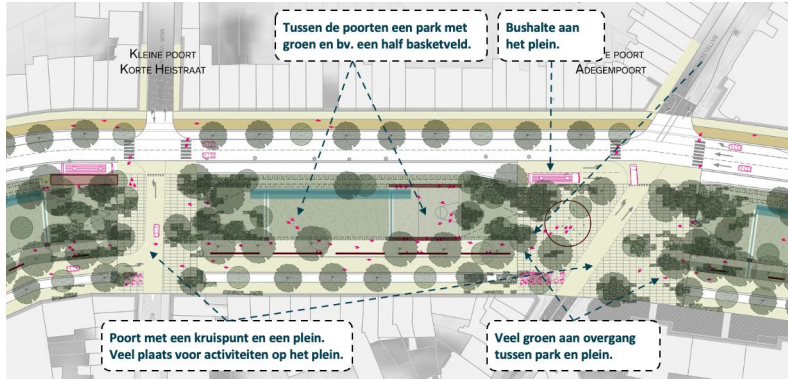 Tussen de poorten een park met
groen en bv. een half basketveld.
Bushalte aan
het plein.
KLEINE POORT
KORTE HEISTRAAT
E POORT
ADEGEMPOORT
Poort met een kruispunt en een plein.
Veel plaats voor activiteiten op het plein.
Veel groen aan overgang
tussen park en plein.